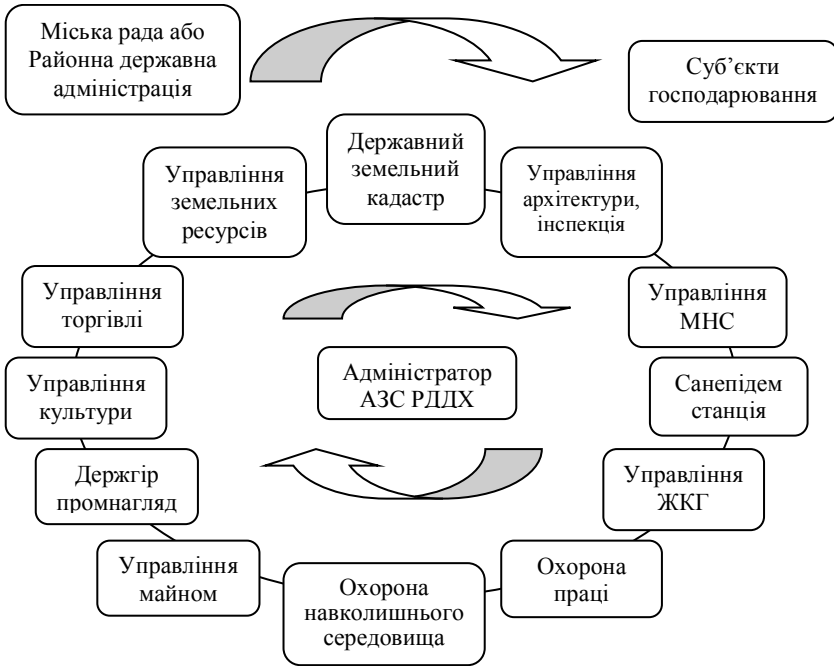 Міська рада або
Районна державна
адміністрація
Суб’єкти
господарювання
Державний
земельний
кадастр
Управління
земельних
ресурсів
Управління
архітектури,
інспекція
Управління
торгівлі
Управління
МНС
Адміністратор
АЗС РДДХ
Управління
культури
Санепідем
станція
Держгір
промнагляд
Управління
ЖКГ
Управління
майном
Охорона
навколишнього
середовища
Охорона
праці